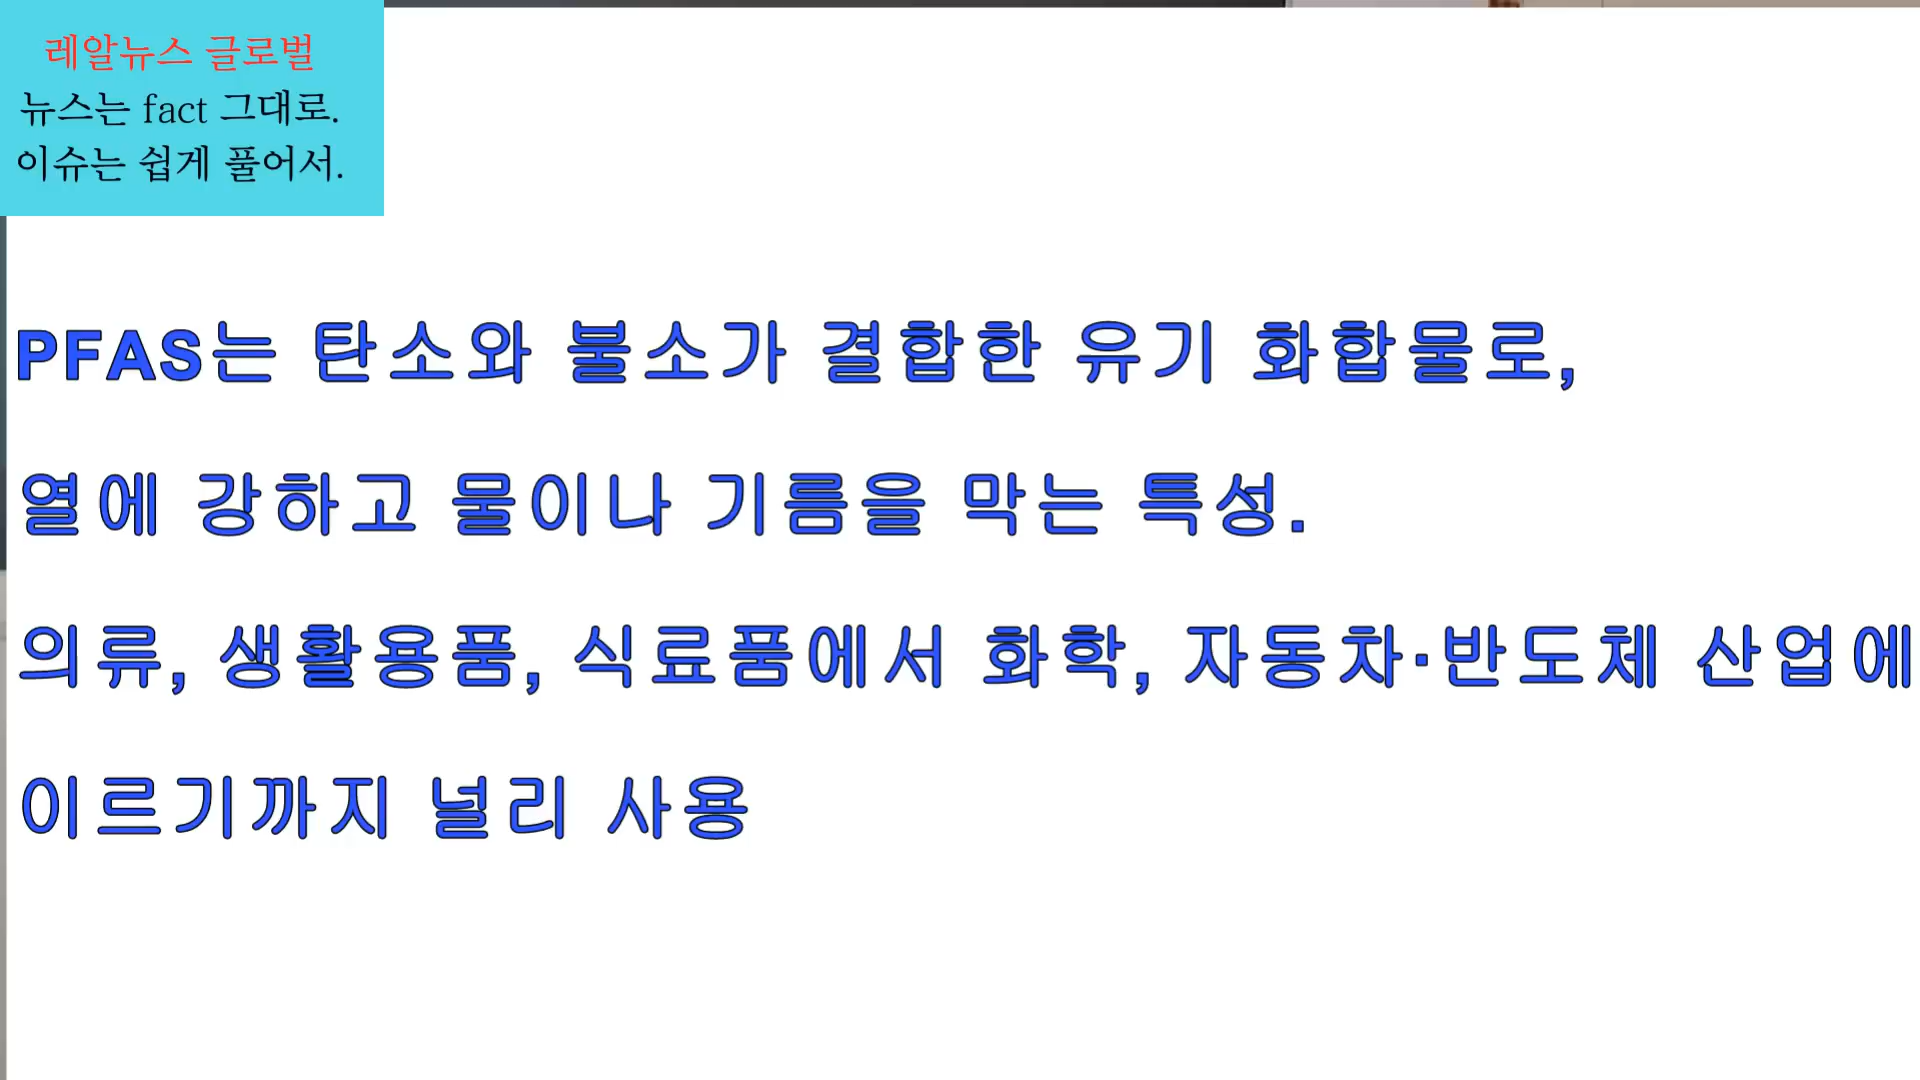 레알뉴스 글로벌
뉴스는 fact 그대로.
이슈는 쉽게 풀어서.
PFAS는 탄소와 불소가 결합한 유기 화합물로,
열에 강하고 물이나 기름을 막는 특성.
의류, 생활용품, 식료품에서 화학, 자동차·반도체 산업에
이르기까지 널리 사용